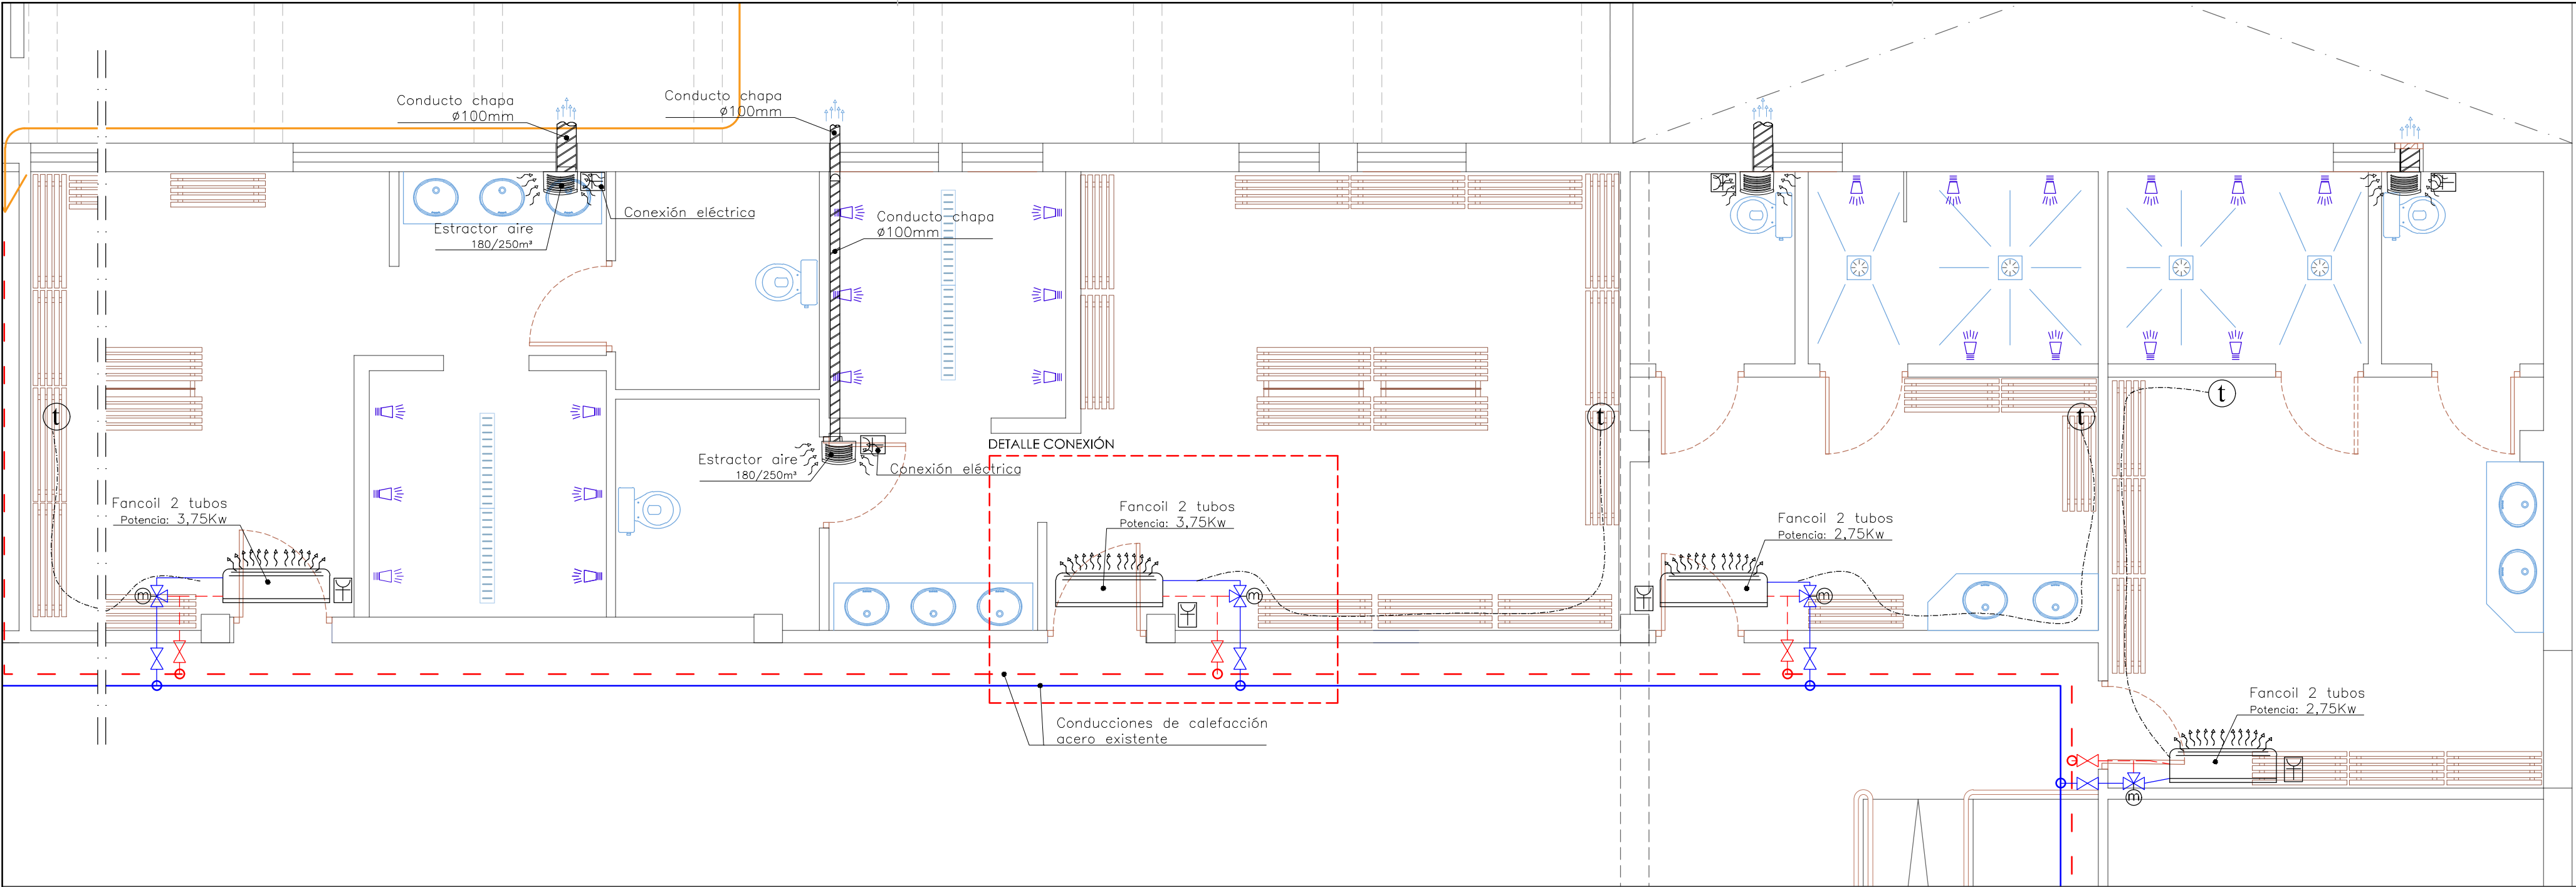 Conducto chapa
ø100mm
Conducto chapa
ø100mm
Conexión eléctrica
Estractor aire
180/250m³
Conducto chapa
ø100mm
t
t
t
t
DETALLE CONEXIÓN
Estractor aire
180/250m³
Conexión eléctrica
Fancoil 2 tubos
Potencia: 3,75Kw
Fancoil 2 tubos
Potencia: 3,75Kw
Fancoil 2 tubos
Potencia: 2,75Kw
m
m
m
Fancoil 2 tubos
Potencia: 2,75Kw
m
Conducciones de calefacción
acero existente